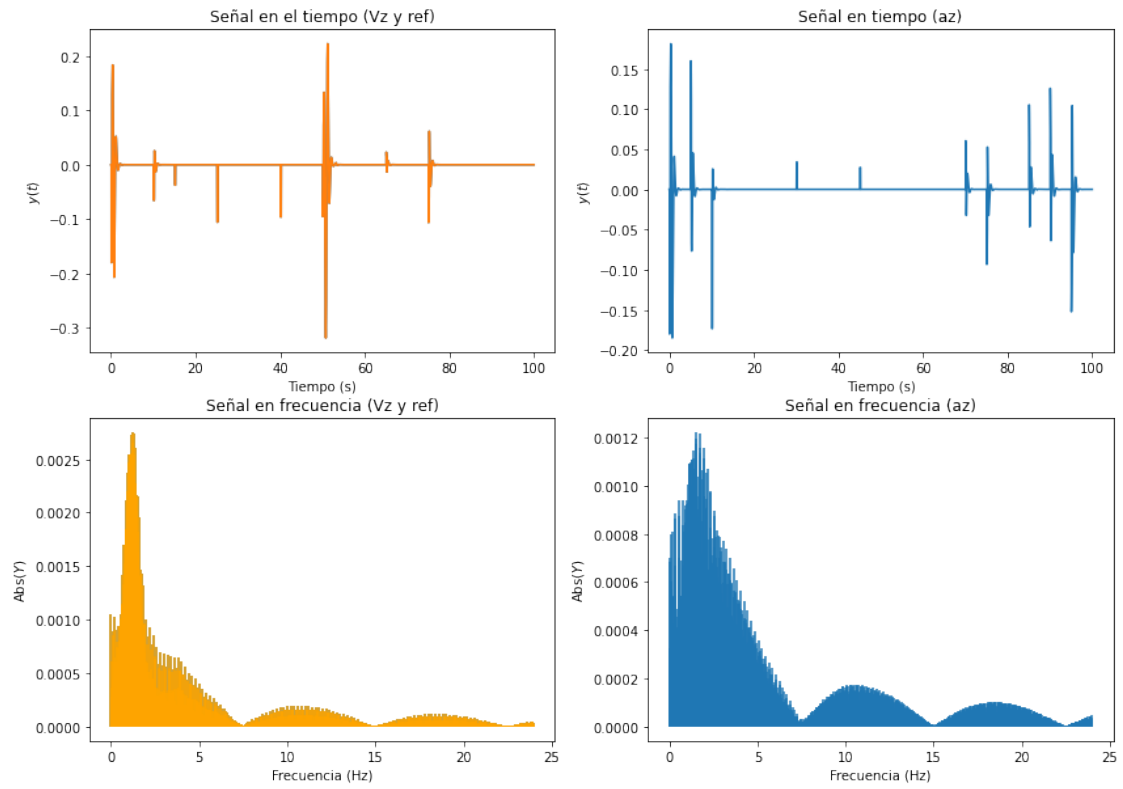 Señal en el tiempo (Vz y ref)
0.2
0.1
0.0
−0.1
−0.2
−0.3
y(t)
0 20 40 60 80 100
Tiempo (s)
Señal en tiempo (az)
0.15
0.10
0.05
0.00
−0.05
−0.10
−0.15
−0.20
y(t)
0 20 40 60 80 100
Tiempo (s)
Señal en frecuencia (Vz y ref)
0.0025
0.0020
0.0015
0.0010
0.0005
0.0000
Abs(Y)
0 5 10 15 20 25
Frecuencia (Hz)
Señal en frecuencia (az)
0.0012
0.0010
0.0008
0.0006
0.0004
0.0002
0.0000
Abs(Y)
0 5 10 15 20 25
Frecuencia (Hz)